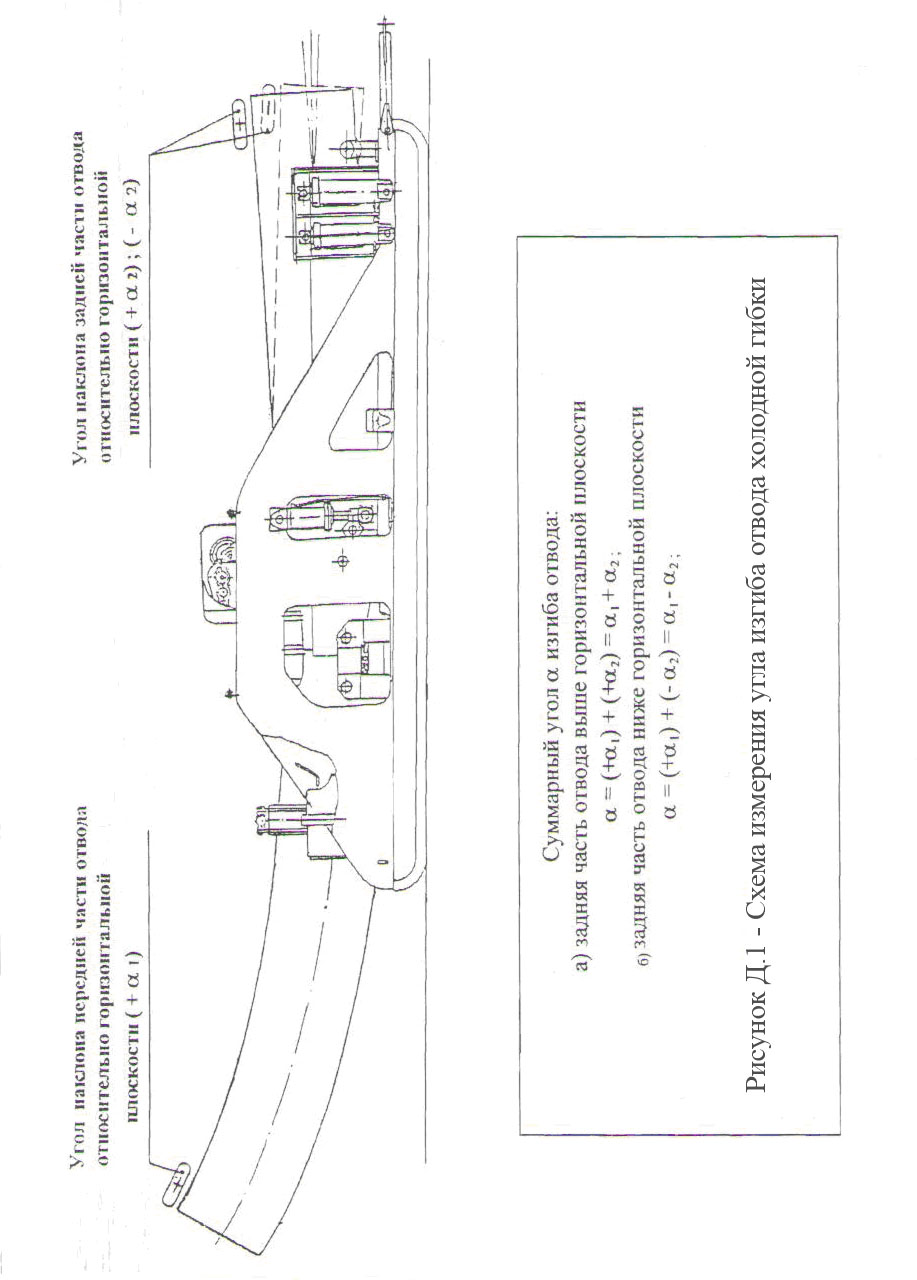 Угол наклона передней части отвода
относительно горизонтальной
плоскости ( + α 1)
Угол наклона задней части отвода
относительно горизонтальной
плоскости ( + α 2) ; ( - α 2)
Суммарный угол α изгиба отвода:
а) задняя часть отвода выше горизонтальной плоскости
α = (+α₁) + (+α₂) = α₁ + α₂ ;
б) задняя часть отвода ниже горизонтальной плоскости
α = (+α₁) + (- α₂) = α₁ - α₂ ;
Рисунок Д.1 - Схема измерения угла изгиба отвода холодной гибки